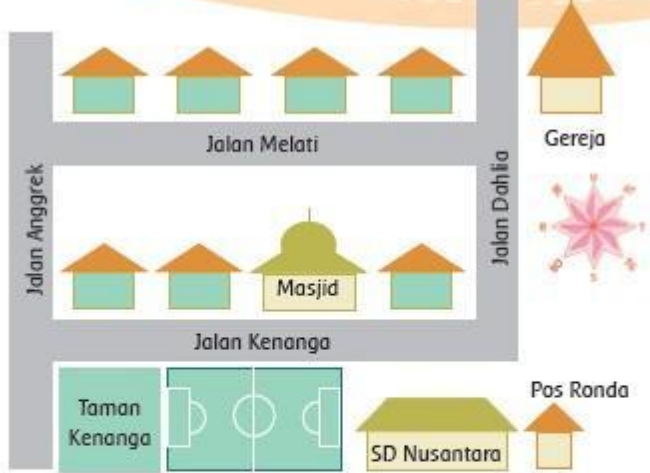 Jalan Melati
Gereja
Jalan Anggrek
Jalan Dahlia
Masjid
Jalan Kenanga
Taman
Kenanga
Pos Ronda
SD Nusantara
U
S